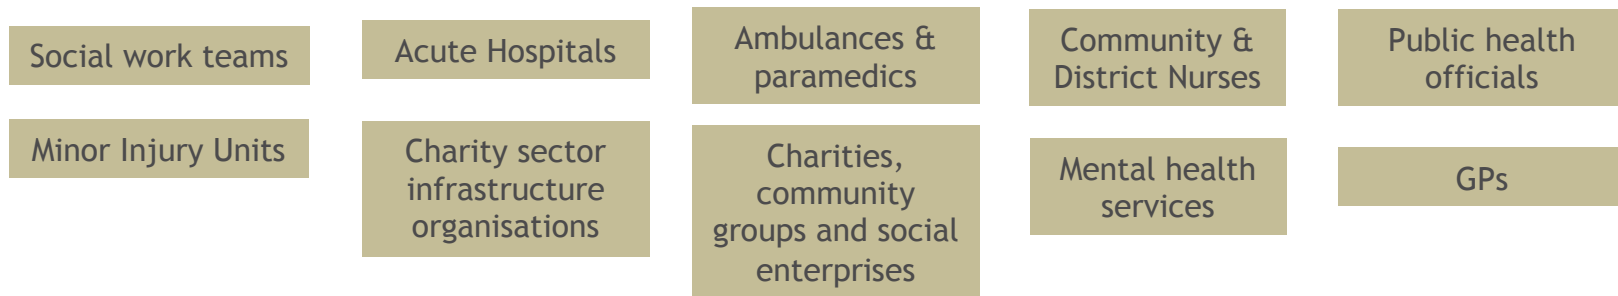 Social work teams
Acute Hospitals
Ambulances &
paramedics
Community &
District Nurses
Public health
officials
Minor Injury Units
Charity sector
infrastructure
organisations
Charities,
community
groups and social
enterprises
Mental health
services
GPs